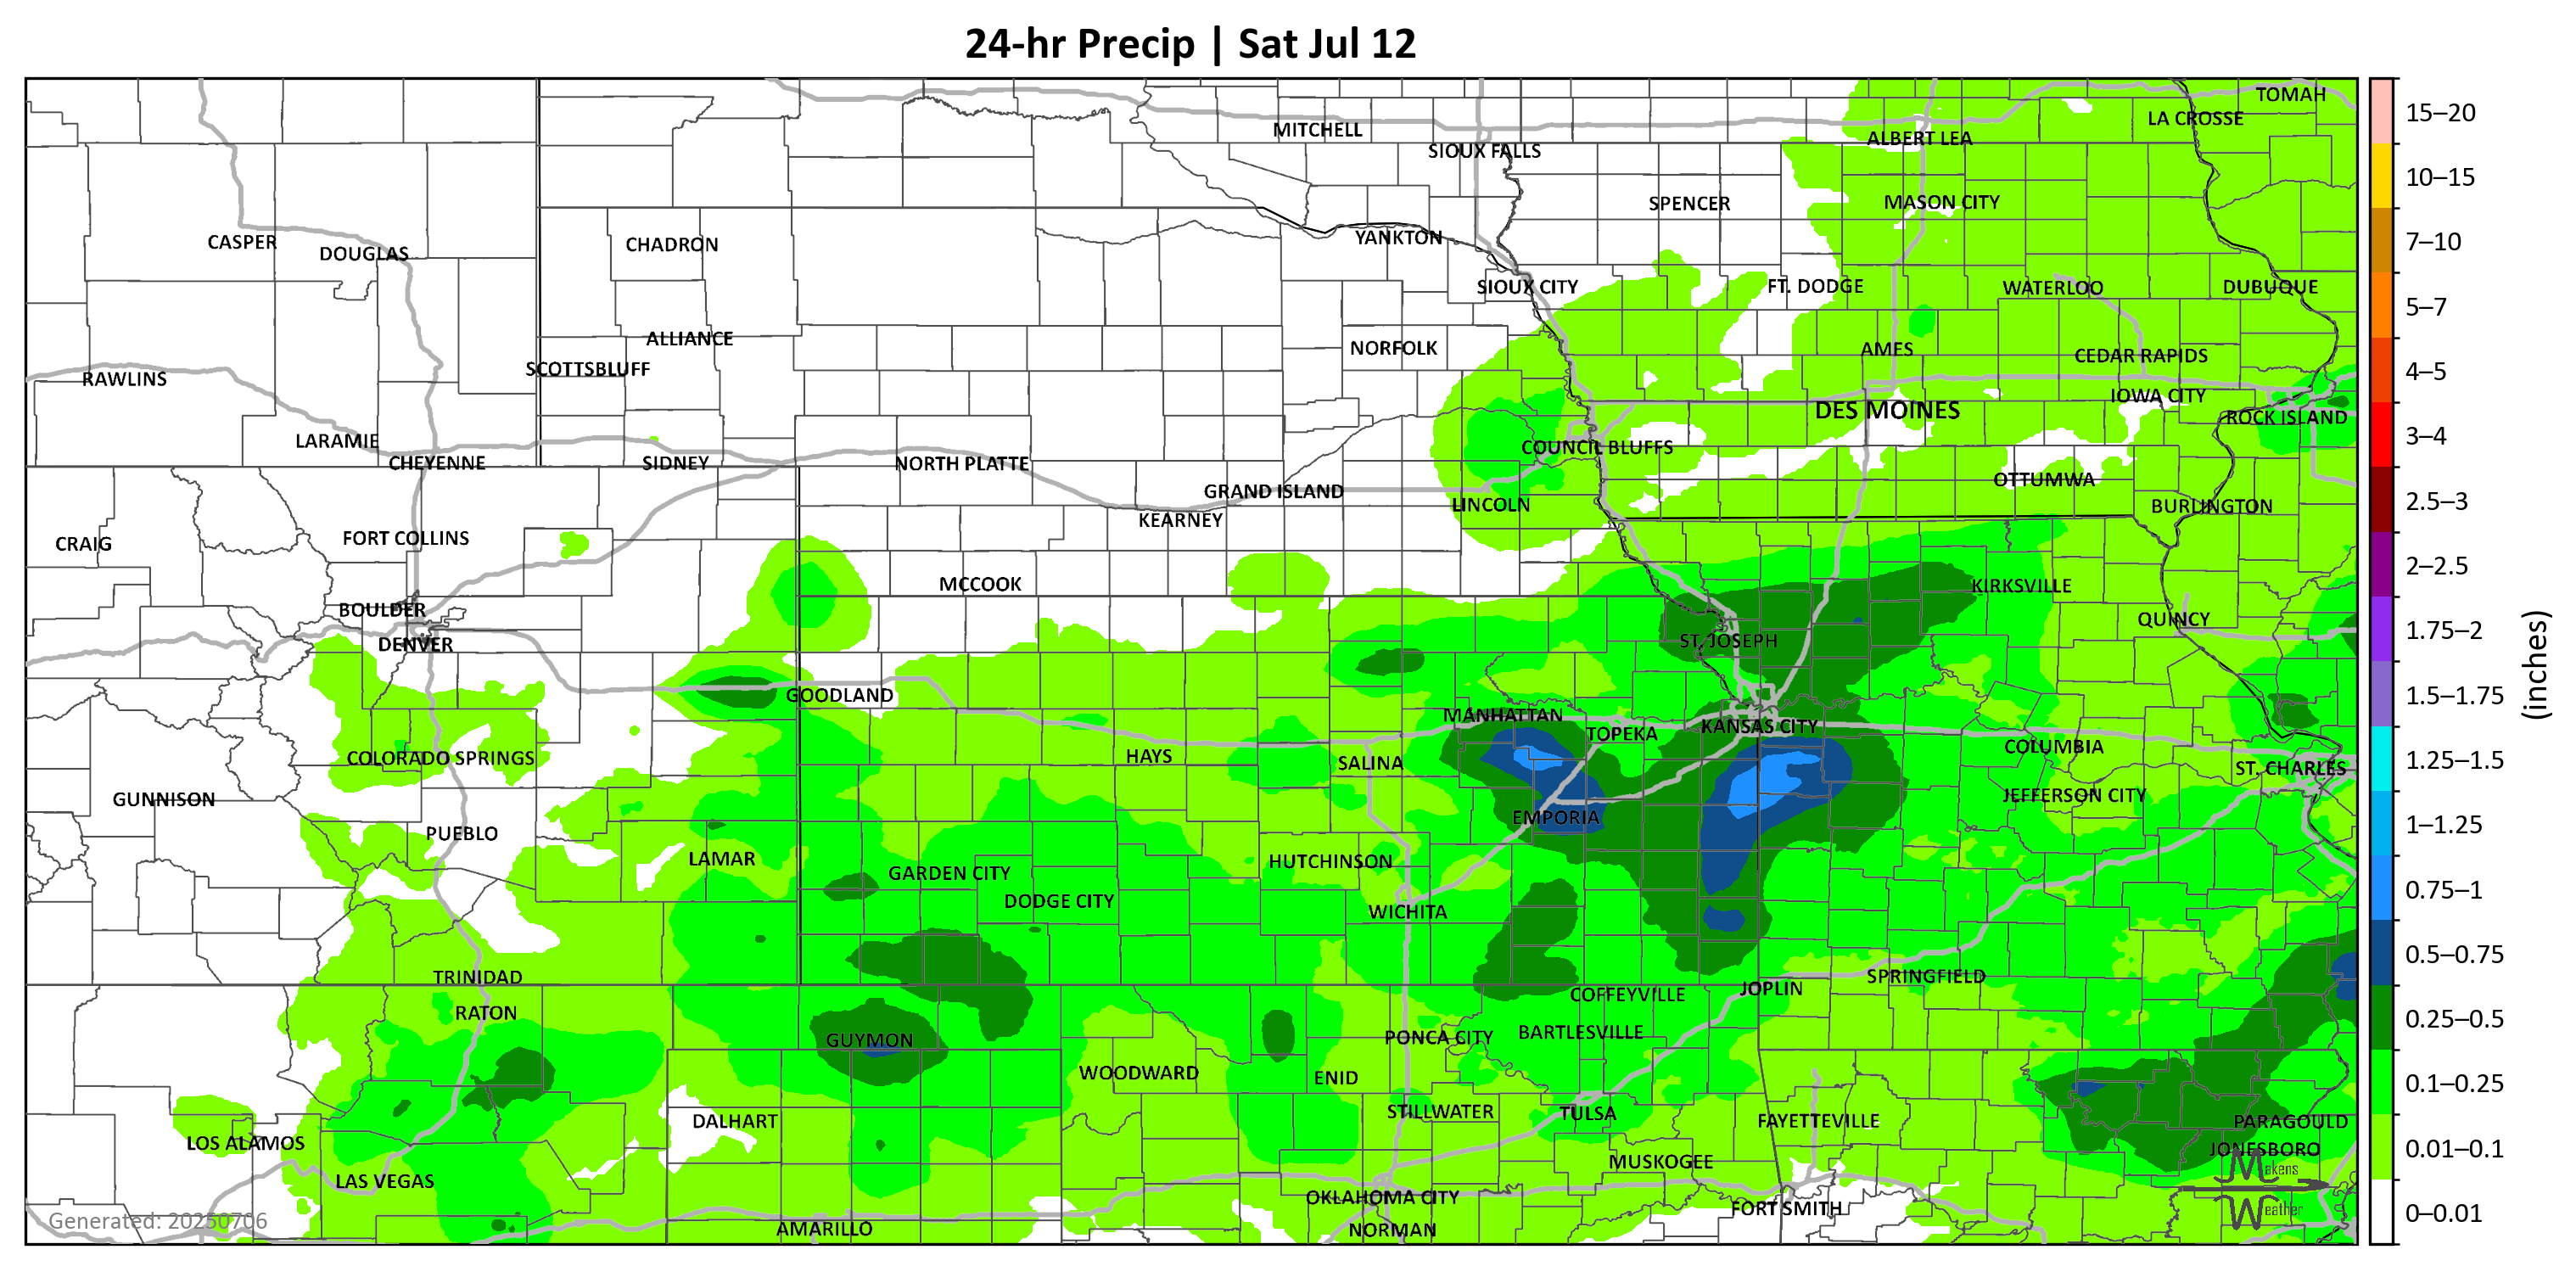 24-hr Precip | Sat Jul 12
TOMAH
LA CROSSE
MITCHELL
ALBERT LEA
SIOUX FALLS
SPENCER
MASON CITY
YANKTON
CASPER
CHADRON
DOUGLAS
SIOUX CITY
FT. DODGE
WATERLOO
DUBUQUE
ALLIANCE
NORFOLK
AMES
CEDAR RAPIDS
SCOTTSBLUFF
RAWLINS
IOWA CITY
DES MOINES
ROCK ISLAND
LARAMIE
COUNCIL BLUFFS
CHEYENNE
SIDNEY
NORTH PLATTE
OTTUMWA
GRAND ISLAND
LINCOLN
BURLINGTON
KEARNEY
CRAIG
FORT COLLINS
MCCOOK
KIRKSVILLE
BOULDER
QUINCY
DENVER
ST. JOSEPH
GOODLAND
MANHATTAN
KANSAS CITY
TOPEKA
COLUMBIA
COLORADO SPRINGS
HAYS
SALINA
ST. CHARLES
GUNNISON
JEFFERSON CITY
EMPORIA
PUEBLO
LAMAR
HUTCHINSON
GARDEN CITY
DODGE CITY
WICHITA
TRINIDAD
SPRINGFIELD
JOPLIN
COFFEYVILLE
RATON
GUYMON
PONCA CITY
BARTLESVILLE
WOODWARD
ENID
STILLWATER
TULSA
DALHART
FAYETTEVILLE
PARAGOULD
LOS ALAMOS
JONESBORO
MUSKOGEE
LAS VEGAS
OKLAHOMA CITY
FORT SMITH
AMARILLO
NORMAN
Generated: 20250706
Makens
Weather
15–20
10–15
7–10
5–7
4–5
3–4
2.5–3
2–2.5
1.75–2
1.5–1.75
1.25–1.5
1–1.25
0.75–1
0.5–0.75
0.25–0.5
0.1–0.25
0.01–0.1
0–0.01
(inches)